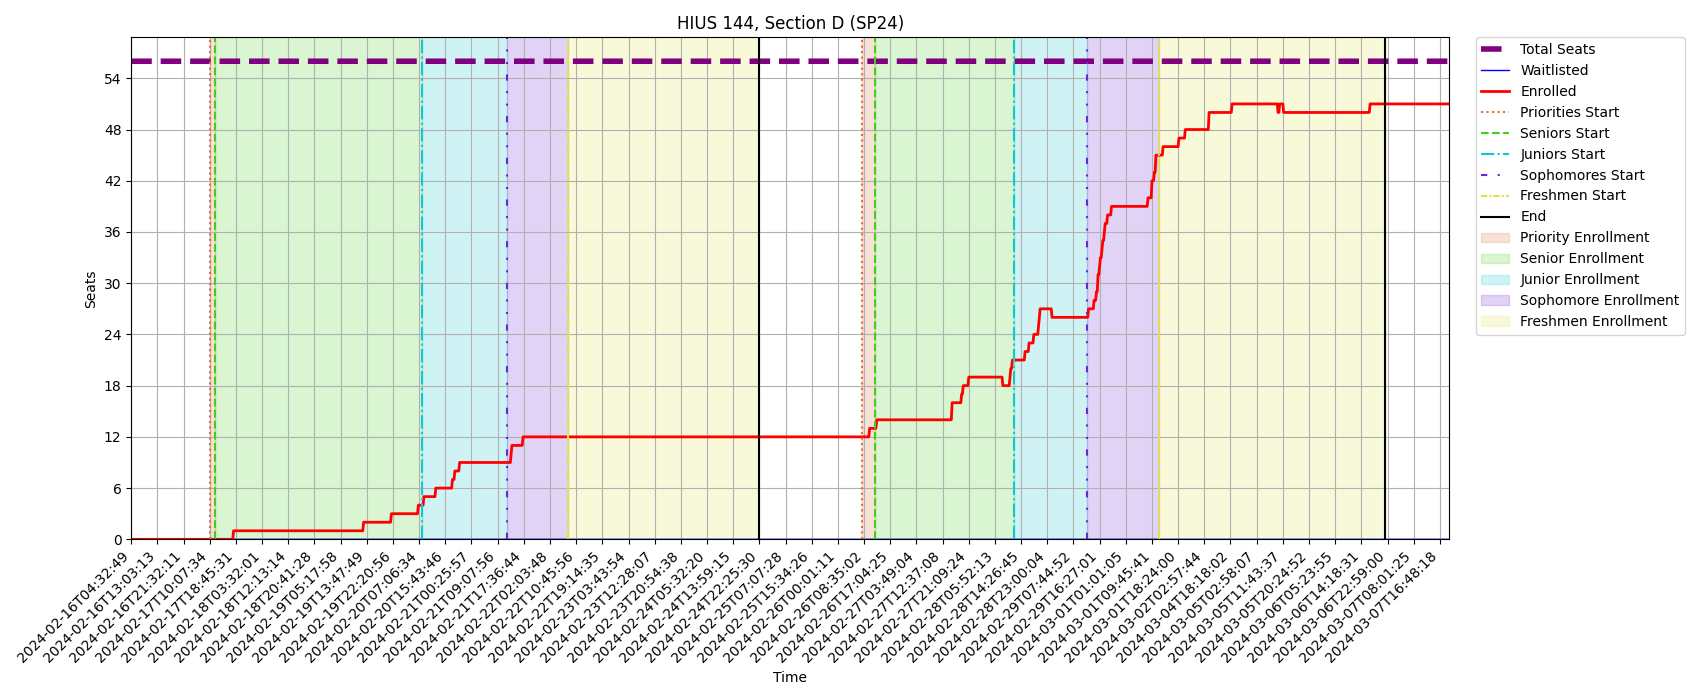 HIUS 144, Section D (SP24)
Total Seats
Waitlisted
Enrolled
Priorities Start
Seniors Start
Juniors Start
Sophomores Start
Freshmen Start
End
Priority Enrollment
Senior Enrollment
Junior Enrollment
Sophomore Enrollment
Freshmen Enrollment
Seats
54
48
42
36
30
24
18
12
6
0
2024-02-16T04:32:49
2024-02-16T13:03:13
2024-02-16T21:32:11
2024-02-17T10:07:34
2024-02-17T18:45:31
2024-02-18T03:32:01
2024-02-18T12:13:14
2024-02-18T20:41:28
2024-02-19T05:17:58
2024-02-19T13:47:49
2024-02-19T22:20:56
2024-02-20T07:06:34
2024-02-20T15:43:46
2024-02-21T00:25:57
2024-02-21T09:07:56
2024-02-21T17:36:44
2024-02-22T02:03:48
2024-02-22T10:45:56
2024-02-22T19:14:35
2024-02-23T03:43:54
2024-02-23T12:28:07
2024-02-23T20:54:38
2024-02-24T05:32:20
2024-02-24T13:59:15
2024-02-24T22:25:30
2024-02-25T07:07:28
2024-02-25T15:34:26
2024-02-26T00:01:11
2024-02-26T08:35:02
2024-02-26T17:04:25
2024-02-27T03:49:04
2024-02-27T12:37:08
2024-02-27T21:09:24
2024-02-28T05:52:13
2024-02-28T14:26:45
2024-02-28T23:00:04
2024-02-29T07:44:52
2024-02-29T16:27:01
2024-03-01T01:01:05
2024-03-01T09:45:41
2024-03-01T18:24:00
2024-03-02T02:57:44
2024-03-04T18:18:02
2024-03-05T02:58:07
2024-03-05T11:43:37
2024-03-05T20:24:52
2024-03-06T05:23:55
2024-03-06T14:18:31
2024-03-06T22:59:00
2024-03-07T08:01:25
2024-03-07T16:48:18
Time